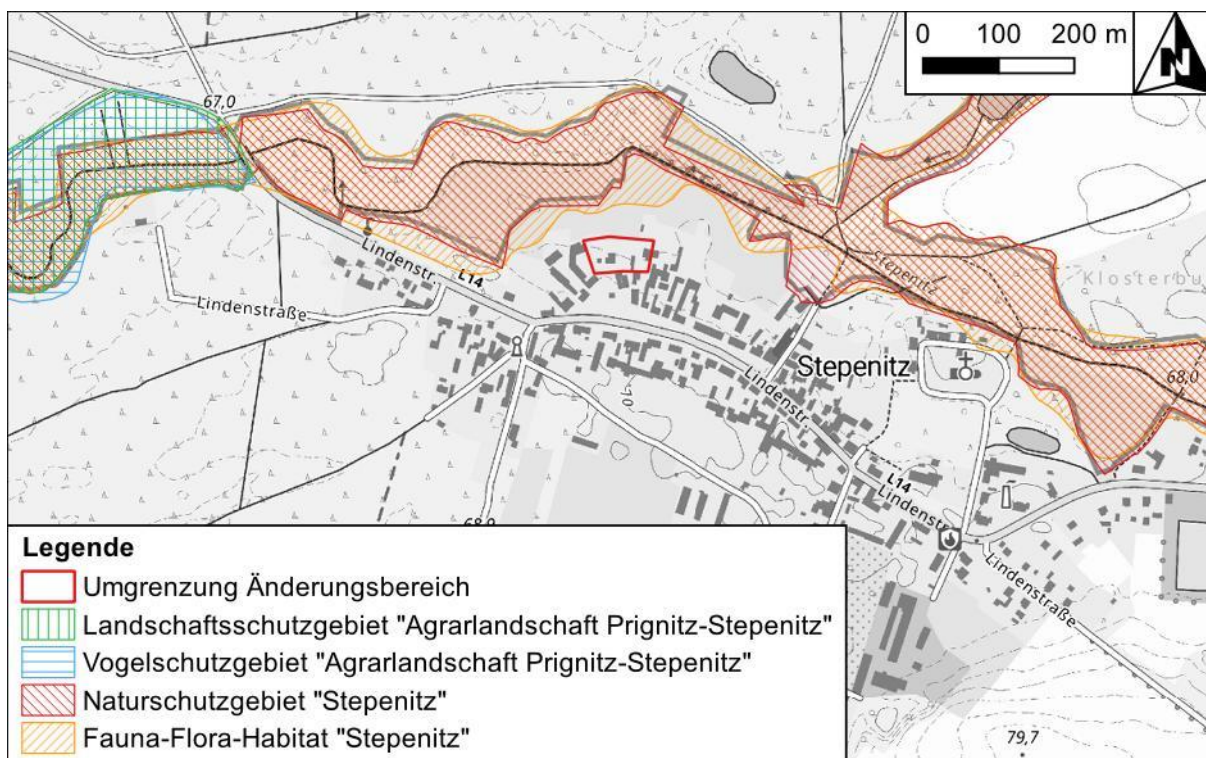 0 100 200 m
N
67,0
Lindenstr.
L14
Lindenstraße
Stepenitz
Klosterbu
Stepenitz
68,0
70
Lindenstr.
L14
Lindenstr.
68,0
Lindenstraße
79,7
Legende
Umgrenzung Änderungsbereich
Landschaftsschutzgebiet "Agrarlandschaft Prignitz-Stepenitz"
Vogelschutzgebiet "Agrarlandschaft Prignitz-Stepenitz"
Naturschutzgebiet "Stepenitz"
Fauna-Flora-Habitat "Stepenitz"